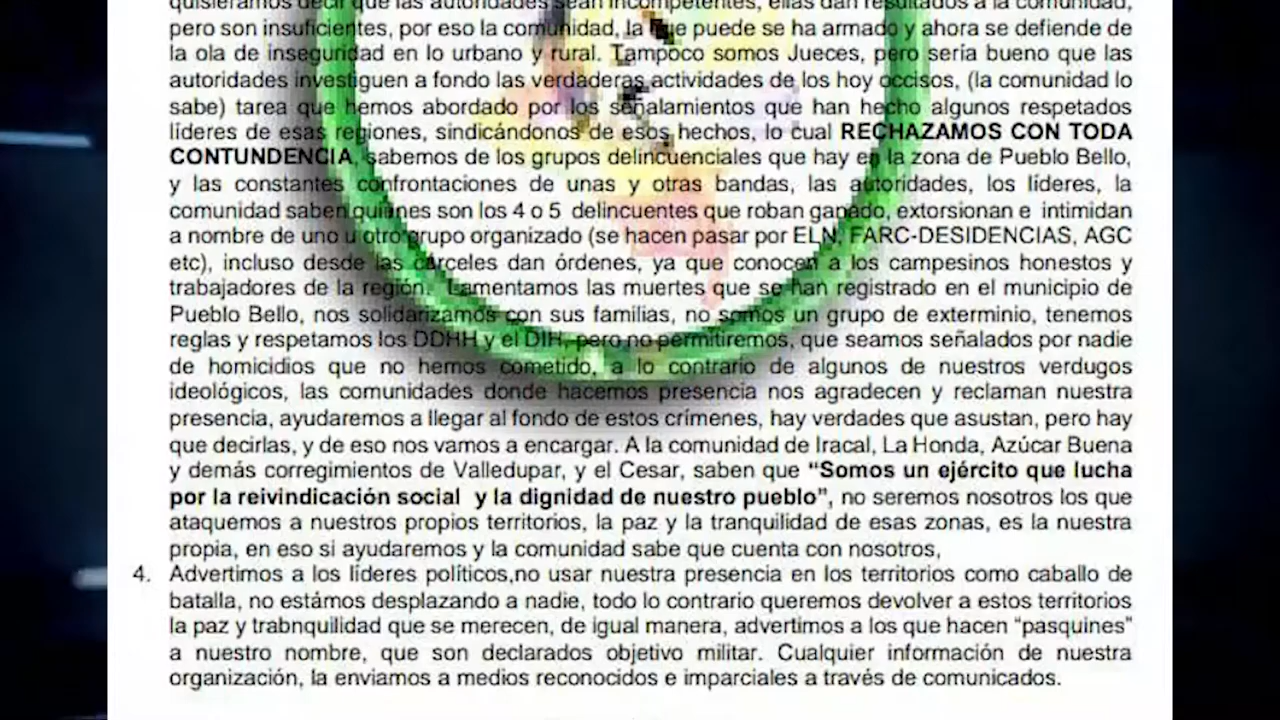 quisiéramos decir que las autoridades sean incompetentes, ellas dan resultados a la comunidad,
pero son insuficientes, por eso la comunidad, la que puede se ha armado y ahora se defiende de
la ola de inseguridad en lo urbano y rural. Tampoco somos Jueces, pero sería bueno que las
autoridades investiguen a fondo las verdaderas actividades de los hoy occisos, (la comunidad lo
sabe) tarea que hemos abordado por los señalamientos que han hecho algunos respetados
líderes de esas regiones, sindicándonos de esos hechos, lo cual RECHAZAMOS CON TODA
CONTUNDENCIA, sabemos de los grupos delincuenciales que hay en la zona de Pueblo Bello,
y las constantes confrontaciones de unas y otras bandas, las autoridades, los líderes, la
comunidad saben quiénes son los 4 o 5 delincuentes que roban ganado, extorsionan e intimidan
a nombre de uno u otro grupo organizado (se hacen pasar por ELN, FARC-DESIDENCIAS, AGC
etc), incluso desde las cárceles dan órdenes, ya que conocen a los campesinos honestos y
trabajadores de la región. Lamentamos las muertes que se han registrado en el municipio de
Pueblo Bello, nos solidarizamos con sus familias, no somos un grupo de exterminio, tenemos
reglas y respetamos los DDHH y el DIH, pero no permitiremos, que seamos señalados por nadie
de homicidios que no hemos cometido, a lo contrario de algunos de nuestros verdugos
ideológicos, las comunidades donde hacemos presencia nos agradecen y reclaman nuestra
presencia, ayudaremos a llegar al fondo de estos crímenes, hay verdades que asustan, pero hay
que decirlas, y de eso nos vamos a encargar. A la comunidad de Iracal, La Honda, Azúcar Buena
y demás corregimientos de Valledupar, y el Cesar, saben que “Somos un ejército que lucha
por la reivindicación social y la dignidad de nuestro pueblo”, no seremos nosotros los que
ataquemos a nuestros propios territorios, la paz y la tranquilidad de esas zonas, es la nuestra
propia, en eso si ayudaremos y la comunidad sabe que cuenta con nosotros,
4. Advertimos a los líderes políticos,no usar nuestra presencia en los territorios como caballo de
batalla, no estámos desplazando a nadie, todo lo contrario queremos devolver a estos territorios
la paz y trabnquilidad que se merecen, de igual manera, advertimos a los que hacen “pasquines”
a nuestro nombre, que son declarados objetivo militar. Cualquier información de nuestra
organización, la enviamos a medios reconocidos e imparciales a través de comunicados.